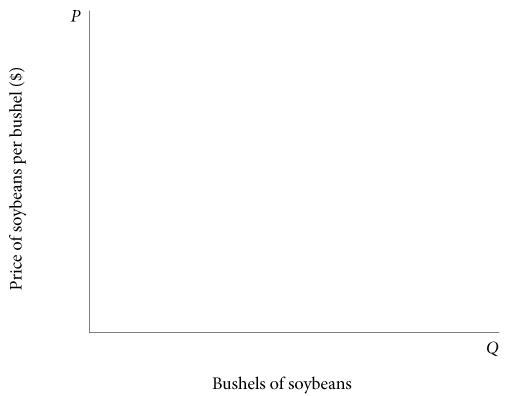 P
Price of soybeans per bushel ($)
Q
Bushels of soybeans